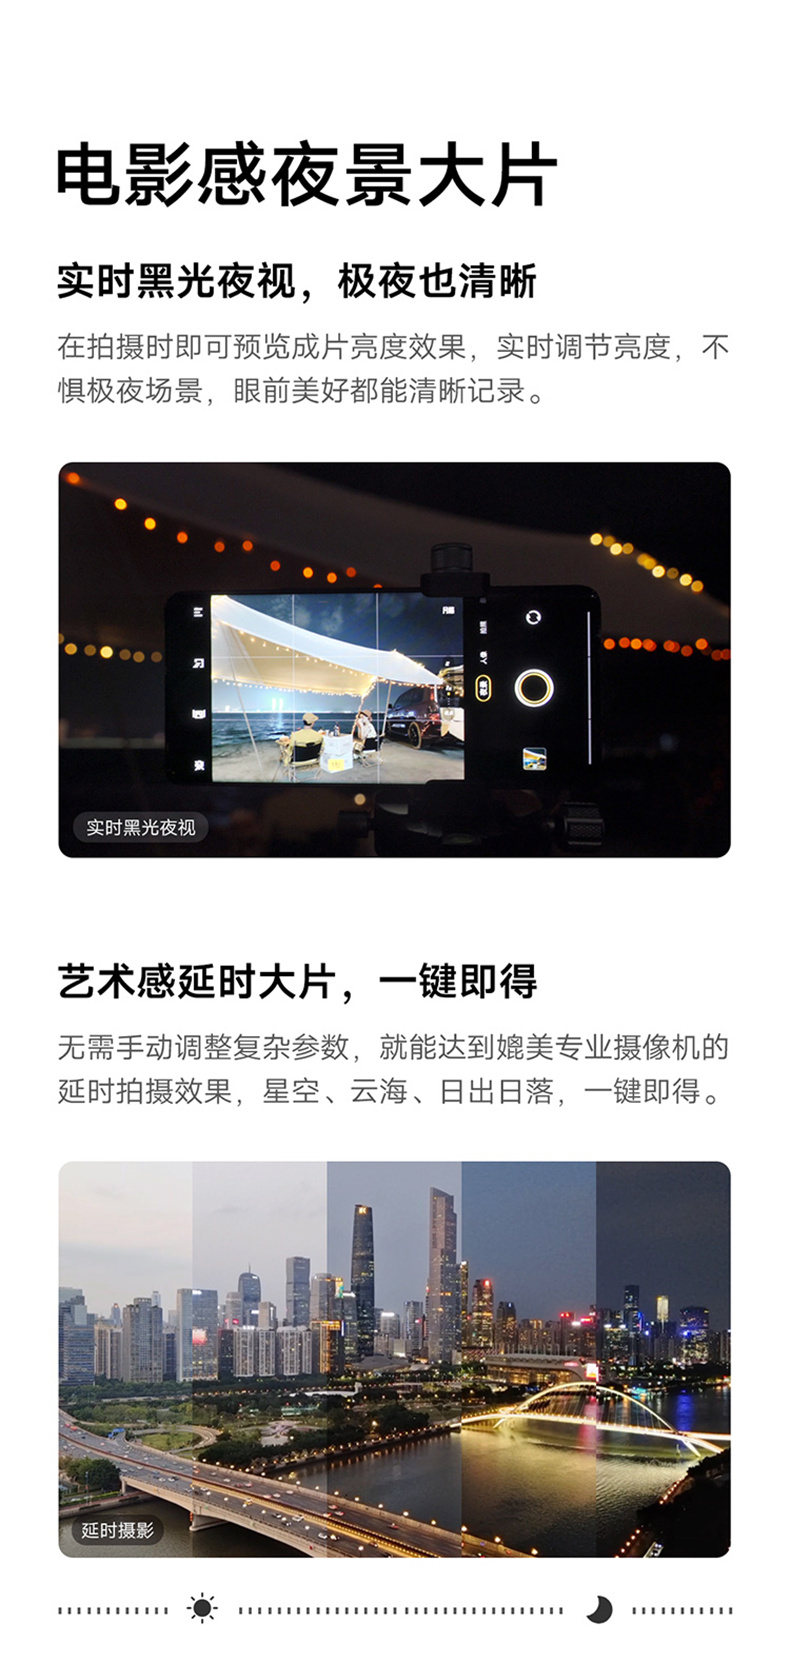 电影感夜景大片
实时黑光夜视，极夜也清晰
在拍摄时即可预览成片亮度效果，实时调节亮度，不
惧极夜场景，眼前美好都能清晰记录。
实时黑光夜视
艺术感延时大片，一键即得
无需手动调整复杂参数，就能达到媲美专业摄像机的
延时拍摄效果，星空、云海、日出日落，一键即得。
延时摄影